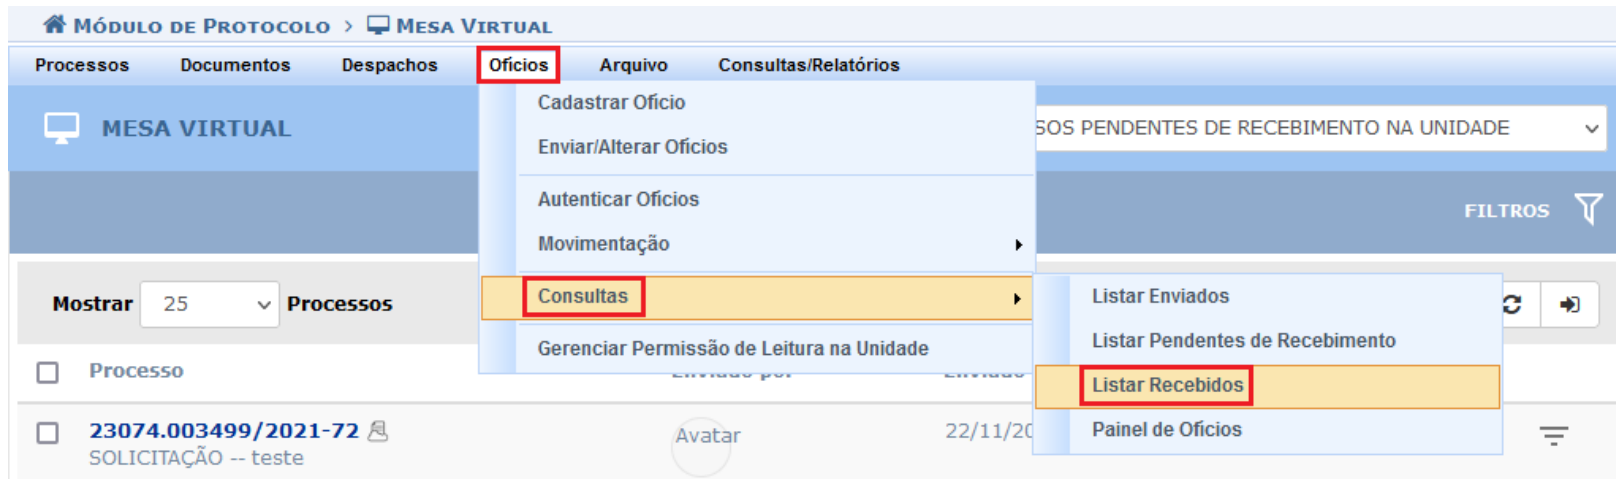 MÓDULO DE PROTOCOLO > MESA VIRTUAL
Processos Documentos Despachos Ofícios Arquivo Consultas/Relatórios
MESA VIRTUAL
SOS PENDENTES DE RECEBIMENTO NA UNIDADE
Cadastrar Ofício
Enviar/Alterar Ofícios
Autenticar Ofícios
Movimentação
Consultas
Gerenciar Permissão de Leitura na Unidade
FILTROS
Listar Enviados
Listar Pendentes de Recebimento
Listar Recebidos
Painel de Ofícios
Mostrar 25 Processos
Processo
23074.003499/2021-72
SOLICITAÇÃO -- teste
Avatar
22/11/20